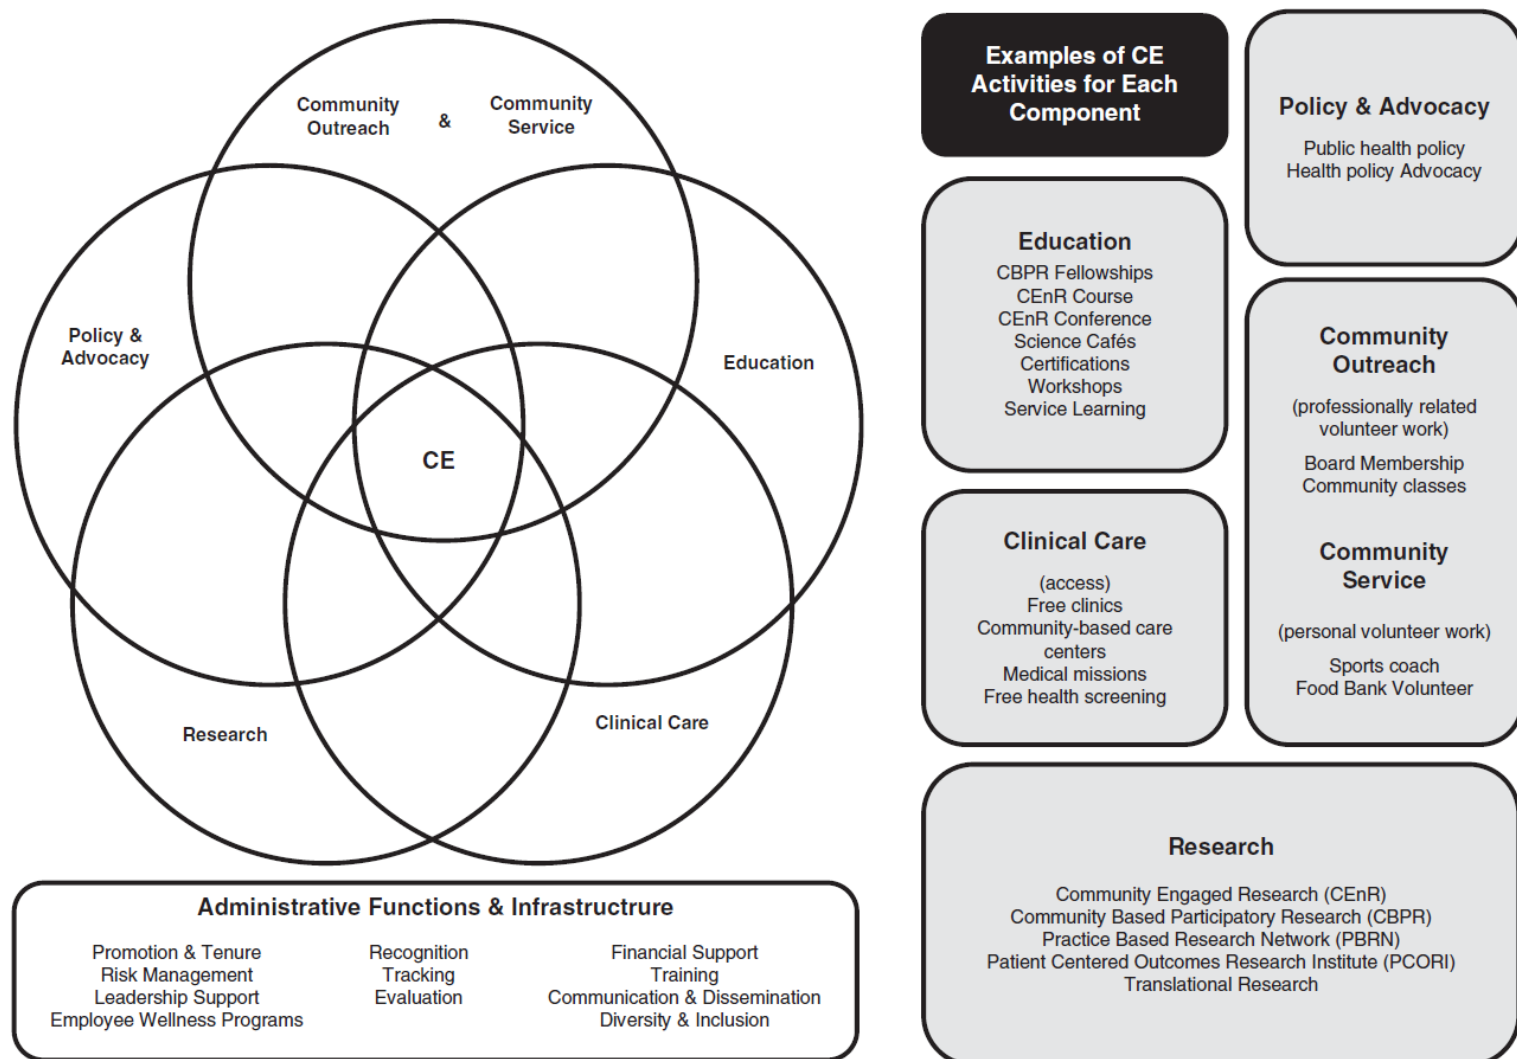 Community
Outreach
&
Community
Service
Policy &
Advocacy
Education
CE
Research
Clinical Care
Administrative Functions & Infrastructrure
Promotion & Tenure
Risk Management
Leadership Support
Employee Wellness Programs
Recognition
Tracking
Evaluation
Financial Support
Training
Communication & Dissemination
Diversity & Inclusion
Examples of CE
Activities for Each
Component
Education
CBPR Fellowships
CEnR Course
CEnR Conference
Science Cafés
Certifications
Workshops
Service Learning
Clinical Care
(access)
Free clinics
Community-based care
centers
Medical missions
Free health screening
Policy & Advocacy
Public health policy
Health policy Advocacy
Community
Outreach
(professionally related
volunteer work)
Board Membership
Community classes
Community
Service
(personal volunteer work)
Sports coach
Food Bank Volunteer
Research
Community Engaged Research (CEnR)
Community Based Participatory Research (CBPR)
Practice Based Research Network (PBRN)
Patient Centered Outcomes Research Institute (PCORI)
Translational Research